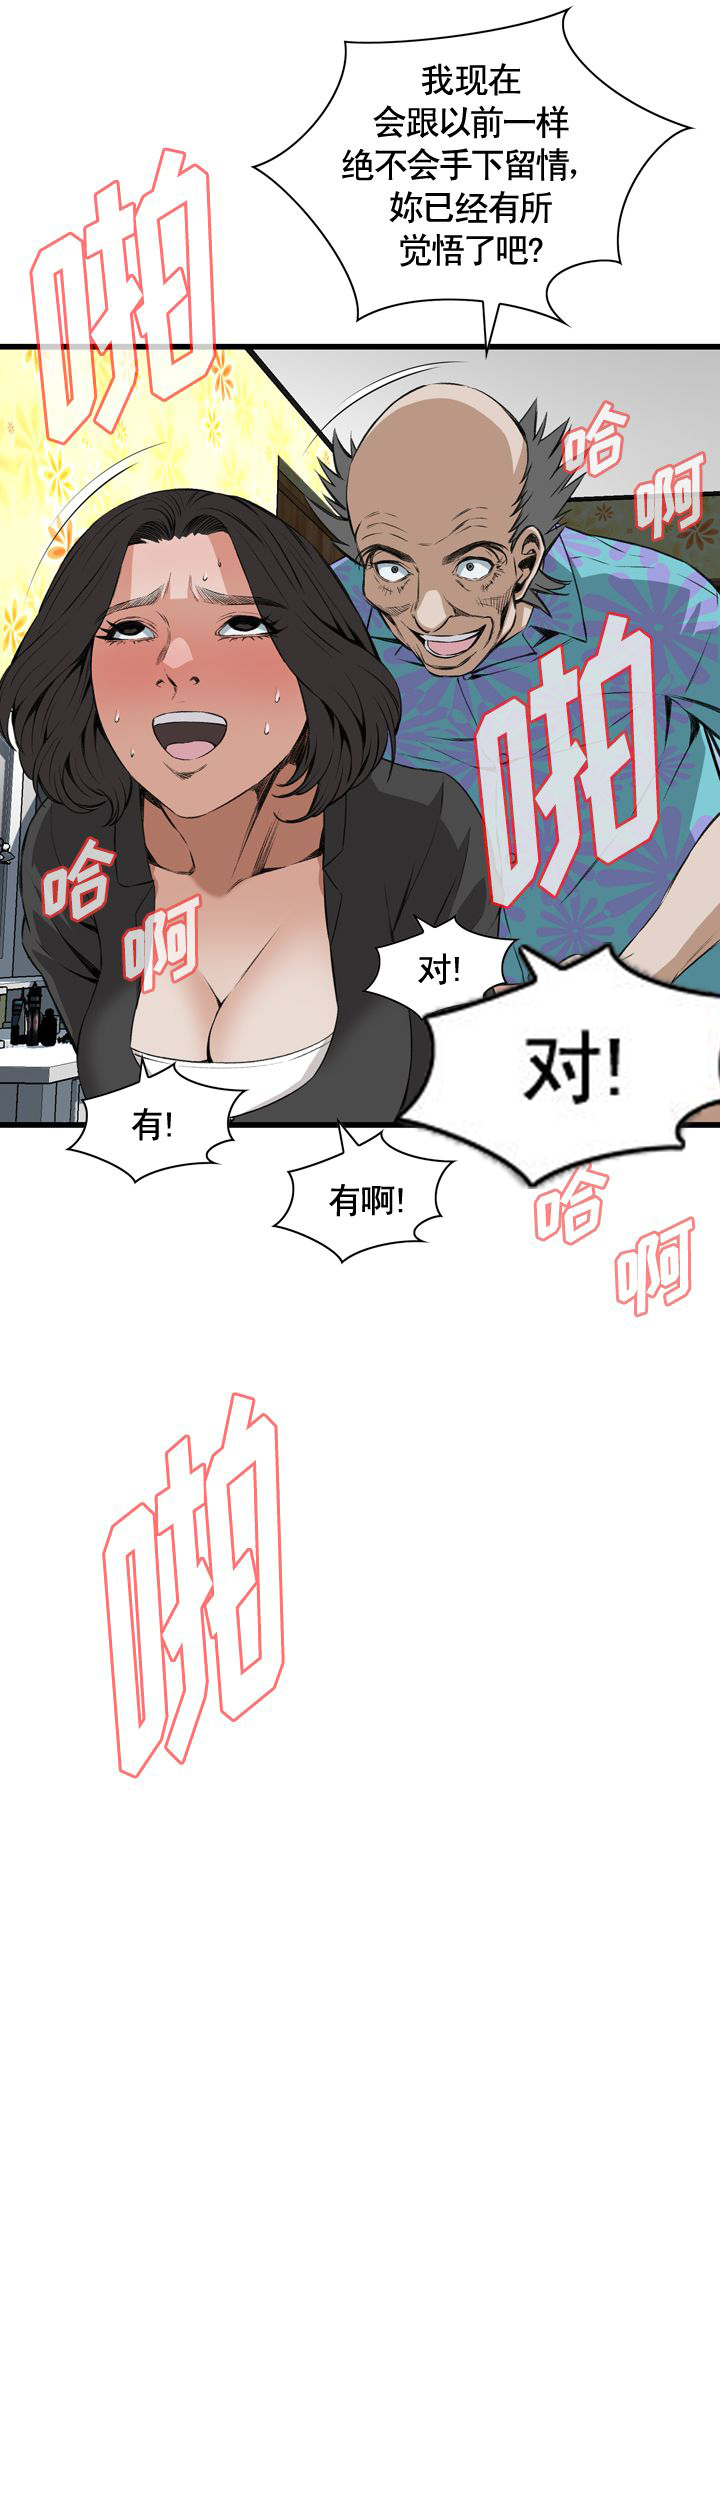 我现在
会跟以前一样
绝不会手下留情，
妳已经有所
觉悟了吧？
啪
哈
啊
啪
哈
啊
对！
对！
有！
有啊！
哈
啊
啪